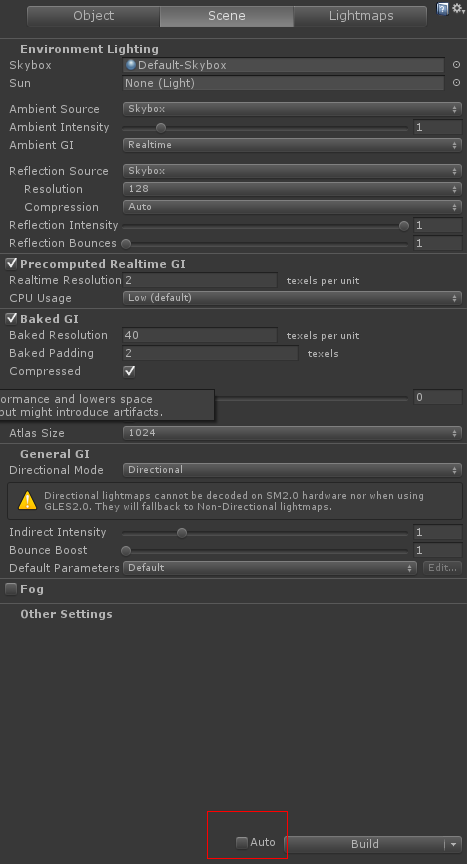 Object Scene Lightmaps
Environment Lighting
Skybox Default-Skybox
Sun None (Light)
Ambient Source Skybox
Ambient Intensity 1
Ambient GI Realtime
Reflection Source Skybox
Resolution 128
Compression Auto
Reflection Intensity 1
Reflection Bounces 1
Precomputed Realtime GI
Realtime Resolution 2 texels per unit
CPU Usage Low (default)
Baked GI
Baked Resolution 40 texels per unit
Baked Padding 2 texels
Compressed
ormance and lowers space 0
but might introduce artifacts.
Atlas Size 1024
General GI
Directional Mode Directional
Directional lightmaps cannot be decoded on SM2.0 hardware nor when using
GLES2.0. They will fallback to Non-Directional lightmaps.
Indirect Intensity 1
Bounce Boost 1
Default Parameters Default Edit...
Fog
Other Settings
Auto Build